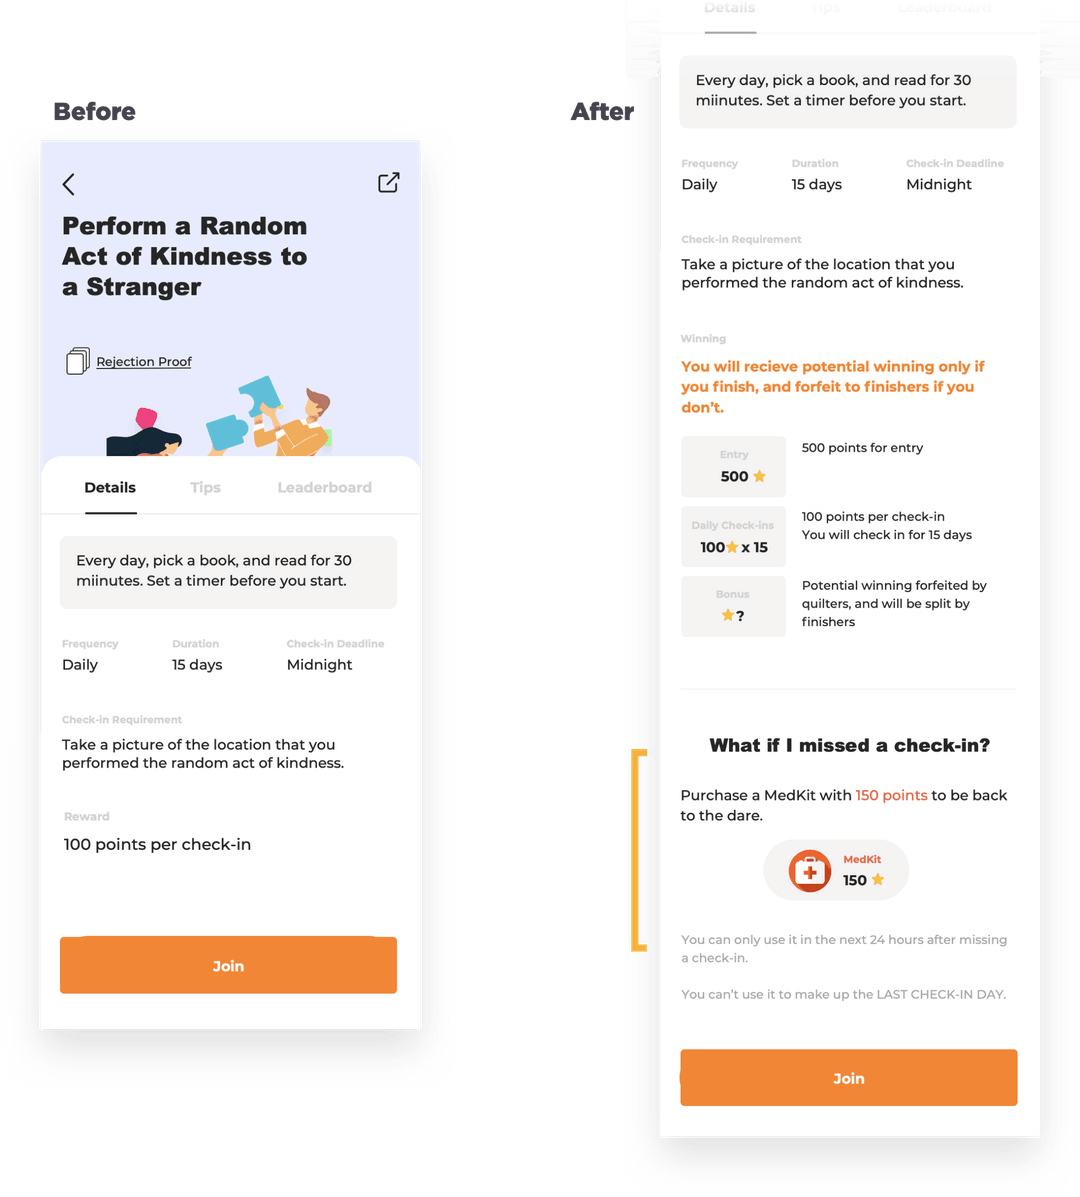 Before
Perform a Random
Act of Kindness to
a Stranger
Rejection Proof
Details Tips Leaderboard
Every day, pick a book, and read for 30
miinutes. Set a timer before you start.
Frequency Duration Check-in Deadline
Daily 15 days Midnight
Check-in Requirement
Take a picture of the location that you
performed the random act of kindness.
Reward
100 points per check-in
Join
After
Details Tips Leaderboard
Every day, pick a book, and read for 30
miinutes. Set a timer before you start.
Frequency Duration Check-in Deadline
Daily 15 days Midnight
Check-in Requirement
Take a picture of the location that you
performed the random act of kindness.
Winning
You will recieve potential winning only if
you finish, and forfeit to finishers if you
don't.
Entry
500
500 points for entry
Daily Check-ins
100 x 15
100 points per check-in
You will check in for 15 days
Bonus
?
Potential winning forfeited by
quilters, and will be split by
finishers
What if I missed a check-in?
Purchase a MedKit with 150 points to be back
to the dare.
MedKit
150
You can only use it in the next 24 hours after missing
a check-in.
You can't use it to make up the LAST CHECK-IN DAY.
Join